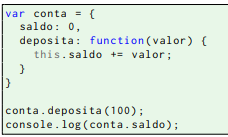 var conta = {
  saldo: 0,
  deposita: function(valor) {
    this.saldo += valor;
  }
}

conta.deposita(100);
console.log(conta.saldo);